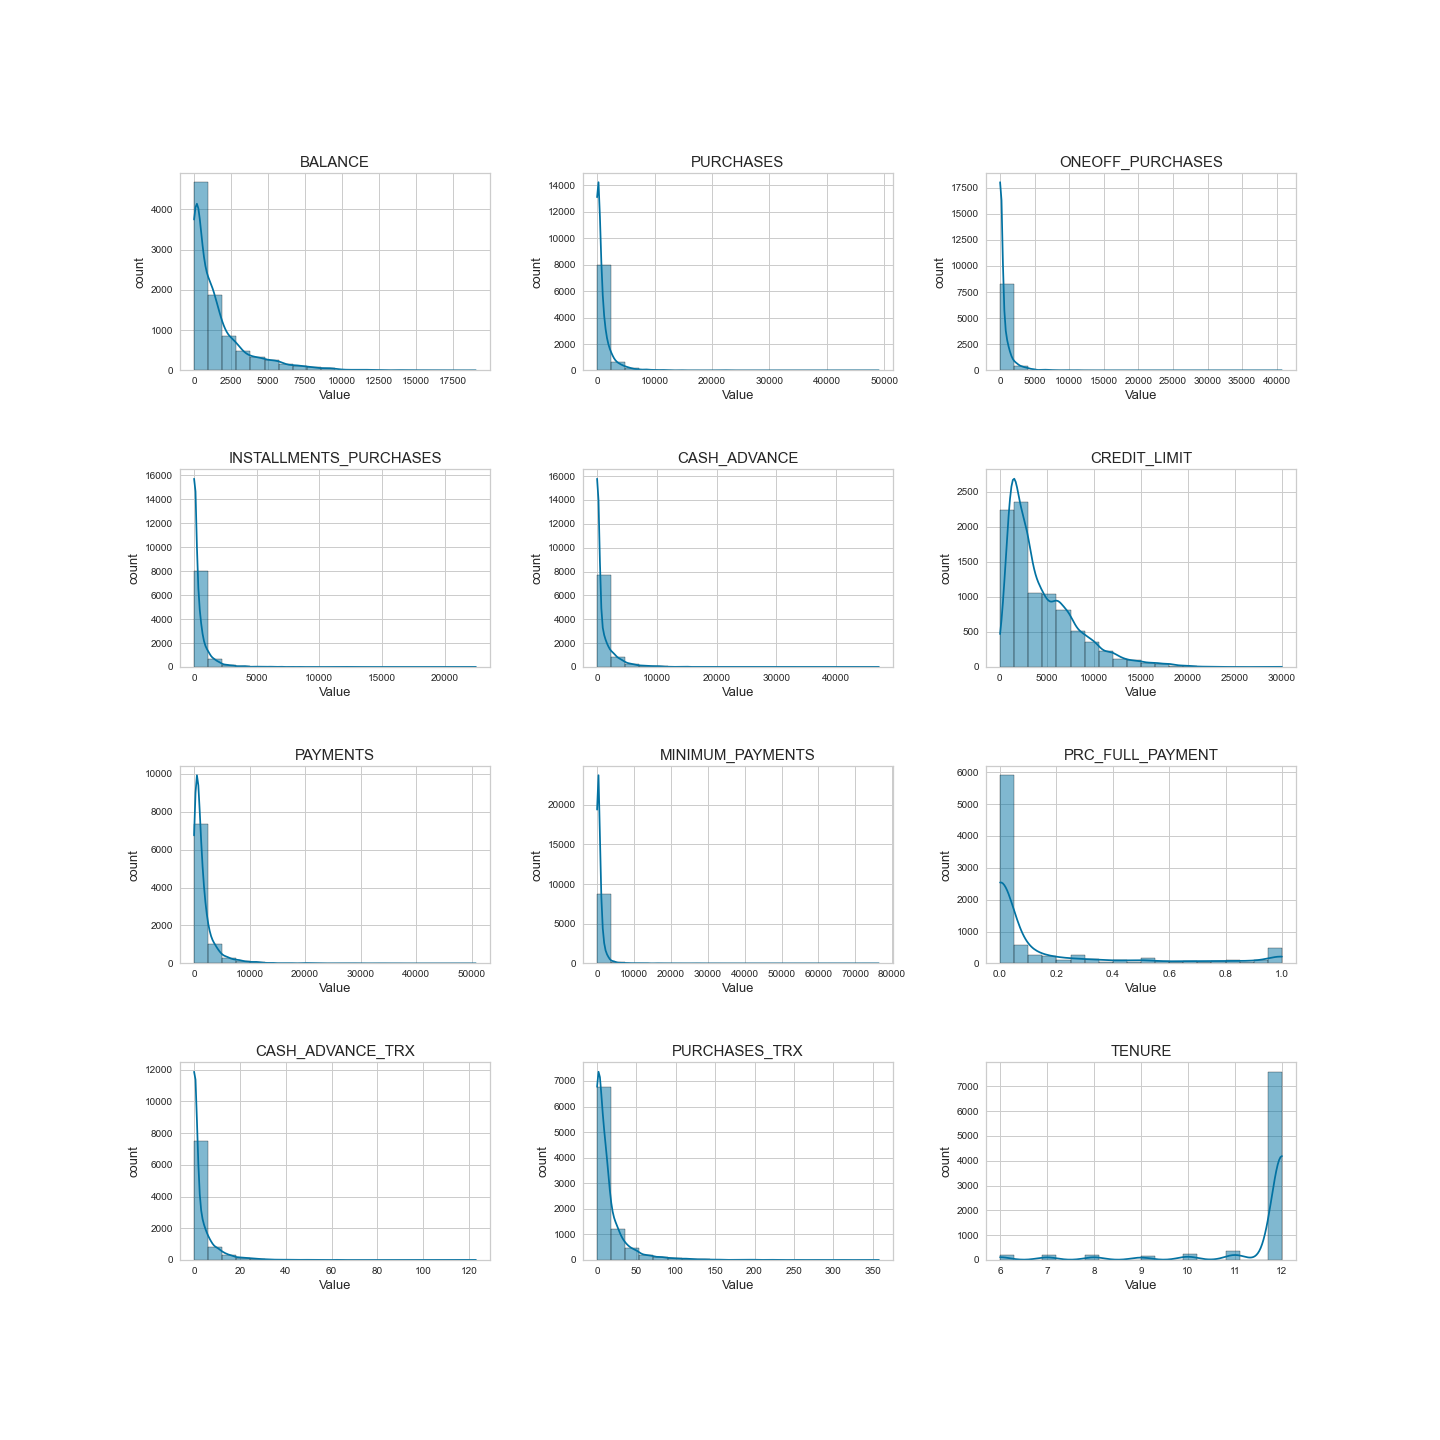 BALANCE PURCHASES ONEOFF_PURCHASES
4000 3000 2000 1000 0
count
0 2500 5000 7500 10000 12500 15000 17500
Value
14000 12000 10000 8000 6000 4000 2000 0
count
0 10000 20000 30000 40000 50000
Value
17500 15000 12500 10000 7500 5000 2500 0
count
0 5000 10000 15000 20000 25000 30000 35000 40000
Value
INSTALLMENTS_PURCHASES CASH_ADVANCE CREDIT_LIMIT
16000 14000 12000 10000 8000 6000 4000 2000 0
count
0 5000 10000 15000 20000
Value
16000 14000 12000 10000 8000 6000 4000 2000 0
count
0 10000 20000 30000 40000
Value
2500 2000 1500 1000 500 0
count
0 5000 10000 15000 20000 25000 30000
Value
PAYMENTS MINIMUM_PAYMENTS PRC_FULL_PAYMENT
10000 8000 6000 4000 2000 0
count
0 10000 20000 30000 40000 50000
Value
20000 15000 10000 5000 0
count
0 10000 20000 30000 40000 50000 60000 70000 80000
Value
6000 5000 4000 3000 2000 1000 0
count
0.0 0.2 0.4 0.6 0.8 1.0
Value
CASH_ADVANCE_TRX PURCHASES_TRX TENURE
12000 10000 8000 6000 4000 2000 0
count
0 20 40 60 80 100 120
Value
7000 6000 5000 4000 3000 2000 1000 0
count
0 50 100 150 200 250 300 350
Value
7000 6000 5000 4000 3000 2000 1000 0
count
6 7 8 9 10 11 12
Value